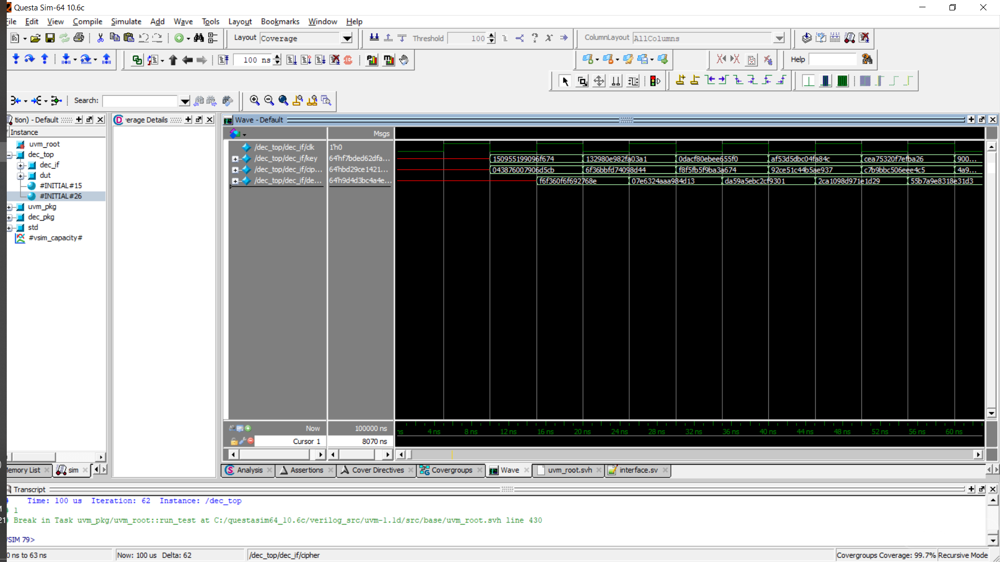 Questa Sim-64 10.6c
File Edit View Compile Simulate Add Wave Tools Layout Bookmarks Window Help
Layout Coverage
Threshold 100
ColumnLayout AllColumns
100 ns
Help
Search:
tion) - Default
erage Details
Wave - Default
Instance
Msgs
uvm_root
dec_top
dec_if
dut
#INITIAL#15
#INITIAL#26
uvm_pkg
dec_pkg
std
#vsim_capacity#
/dec_top/dec_if/clk 1'h0
/dec_top/dec_if/key 64'hf7bded62dfa... 150955199096f674 132980e982fa03a1 0dacf80ebee655f0 af53d5dbc04fa84c cea75320f7efba26 900...
/dec_top/dec_if/cip... 64'hbd29ce1421... 043876007906d5cb 6f36bbfd74098d44 f8f5fb5f9ba3a674 92ce51c44b5ae937 c7b9bbc506eee4c5 4a9...
/dec_top/dec_if/de... 64'h9d4d3bc4a4e... f6f360f6f692768e 07e6324aaa984d13 da59a5ebc2cf9301 2ca1098d971e1d29 55b7a9e8318e31d3
Now 100000 ns
ns 4 ns 8 ns 12 ns 16 ns 20 ns 24 ns 28 ns 32 ns 36 ns 40 ns 44 ns 48 ns 52 ns 56 ns 60 ns
Cursor 1 8070 ns
emory List sim
Analysis Assertions Cover Directives Covergroups Wave uvm_root.svh interface.sv
Transcript
# Time: 100 us Iteration: 62 Instance: /dec_top
# 1
# Break in Task uvm_pkg/uvm_root::run_test at C:/questasim64_10.6c/verilog_src/uvm-1.1d/src/base/uvm_root.svh line 430
VSIM 79>
0 ns to 63 ns
Now: 100 us Delta: 62
/dec_top/dec_if/cipher
Covergroups Coverage: 99.7%
Recursive Mode